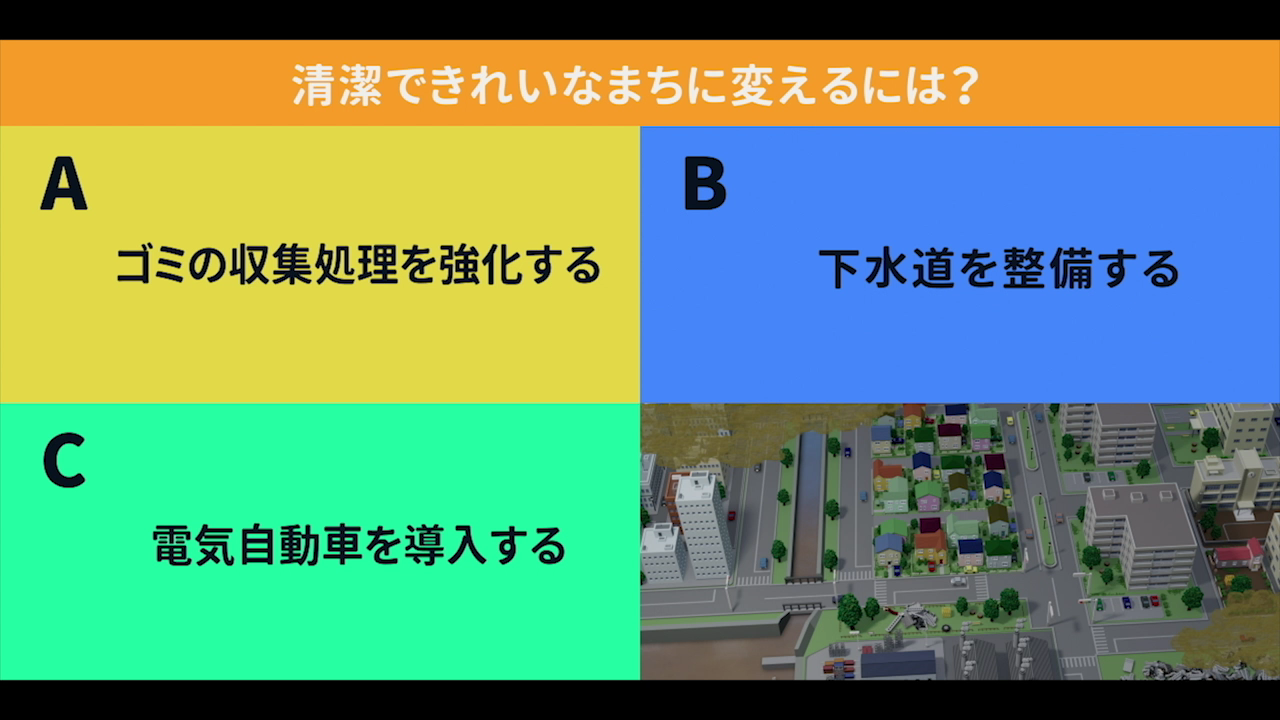 清潔できれいなまちに変えるには？
A
ゴミの収集処理を強化する
B
下水道を整備する
C
電気自動車を導入する